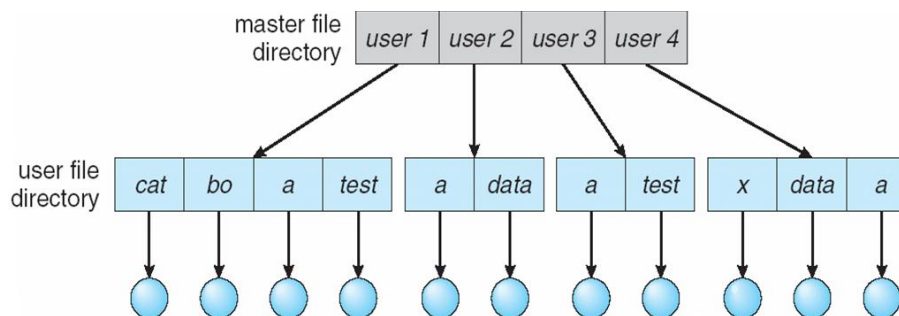 master file
directory
user 1 user 2 user 3 user 4
user file
directory
cat bo a test a data a test x data a